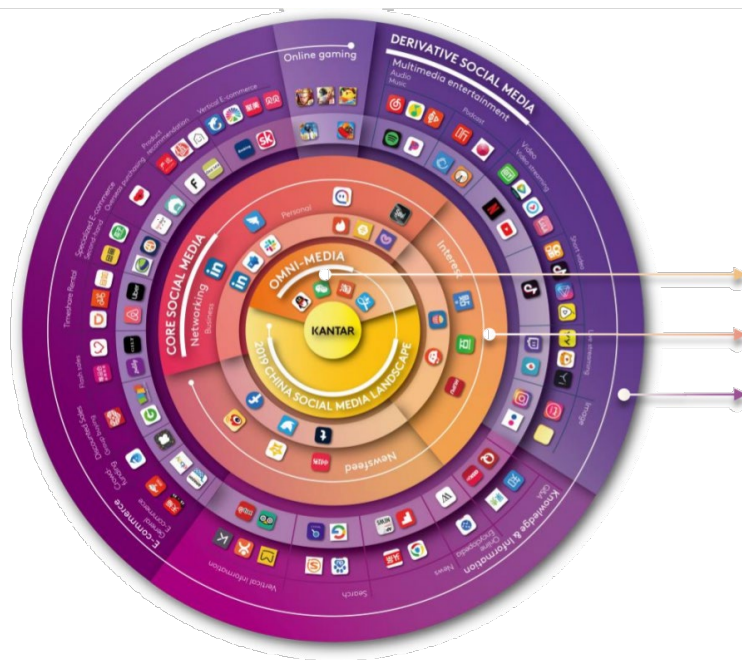 Online gaming
DERIVATIVE SOCIAL MEDIA
Multimedia entertainment
Audio
Music
Podcast
Video
Video streaming
Short video
Live streaming
Image
Vertical E-commerce
Product
recommendation
Overseas purchasing
Specialized E-commerce
Second-hand
Timeshare Rental
Flash sales
Discounted Sales
Group buying
Crowd-
funding
General
E-commerce
E-commerce
CORE SOCIAL MEDIA
Networking
Business
Personal
Interest
OMNI-MEDIA
KANTAR
2019 CHINA SOCIAL MEDIA LANDSCAPE
Newsfeed
Knowledge & Information
Q&A
Online
Encyclopedia
News
Search
Vertical information